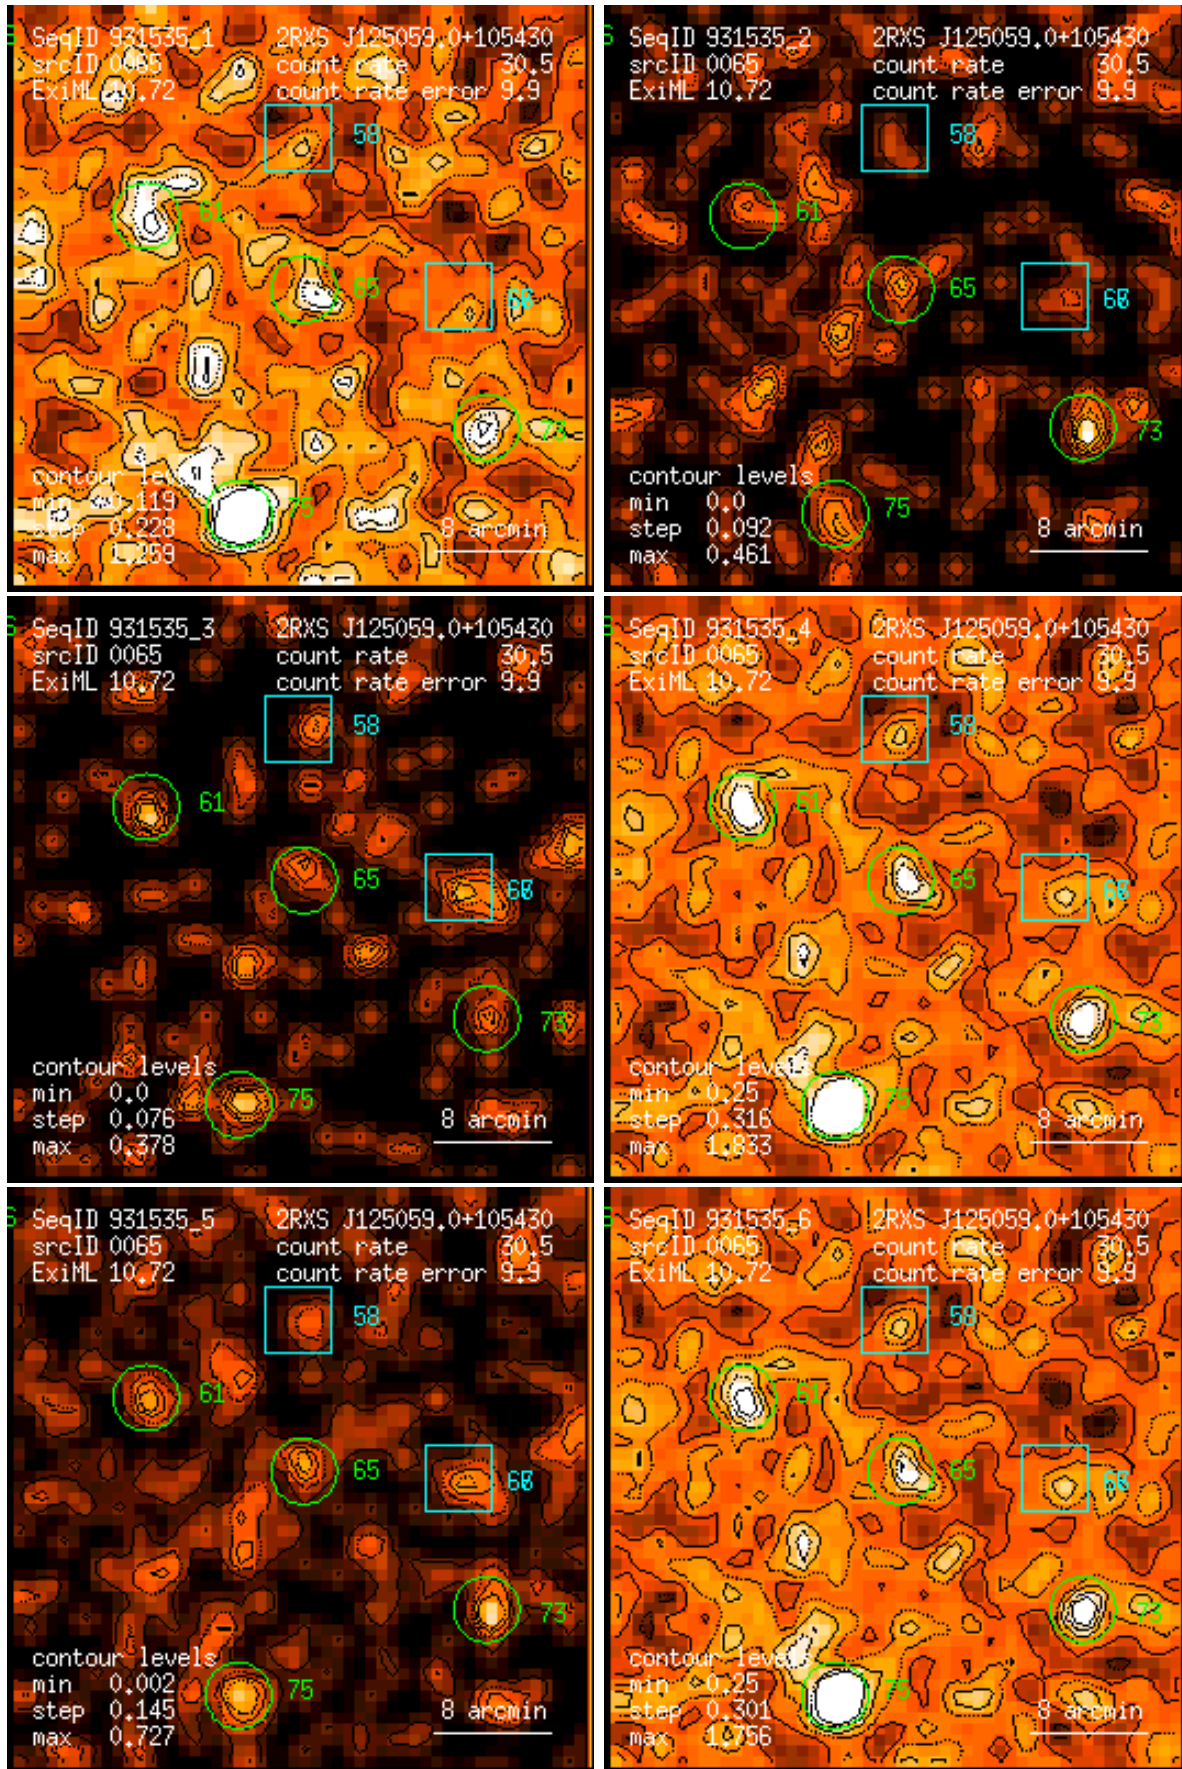 SeqID 931535_1 2RXS J125059.0+105430
srcID 0065 count rate 30.5
ExiML 10.72 count rate error 9.9
58
61
65
73
contour levels
min 0.119
75
step 0.228
8 arcmin
max 1.259
SeqID 931535_2 2RXS J125059.0+105430
srcID 0065 count rate 30.5
ExiML 10.72 count rate error 9.9
58
61
65
73
contour levels
min 0.0
75
step 0.092
8 arcmin
max 0.461
SeqID 931535_3 2RXS J125059.0+105430
srcID 0065 count rate 30.5
ExiML 10.72 count rate error 9.9
58
61
65
73
contour levels
min 0.0
75
step 0.076
8 arcmin
max 0.378
SeqID 931535_4 2RXS J125059.0+105430
srcID 0065 count rate 30.5
ExiML 10.72 count rate error 9.9
58
61
65
73
contour levels
min 0.25
75
step 0.316
8 arcmin
max 1.833
SeqID 931535_5 2RXS J125059.0+105430
srcID 0065 count rate 30.5
ExiML 10.72 count rate error 9.9
58
61
65
73
contour levels
min 0.002
75
step 0.145
8 arcmin
max 0.727
SeqID 931535_6 2RXS J125059.0+105430
srcID 0065 count rate 30.5
ExiML 10.72 count rate error 9.9
58
61
65
73
contour levels
min 0.25
75
step 0.301
8 arcmin
max 1.756